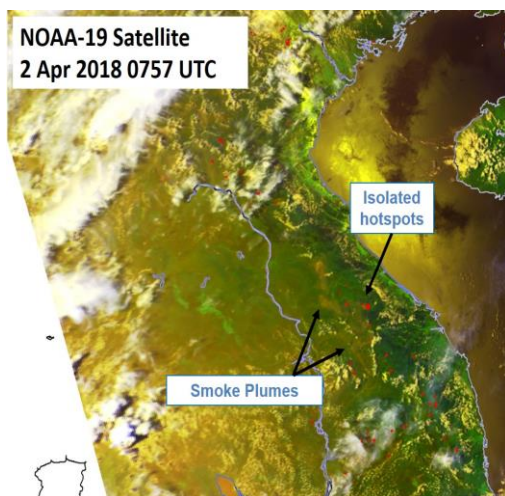 NOAA-19 Satellite
2 Apr 2018 0757 UTC
Isolated
hotspots
Smoke Plumes